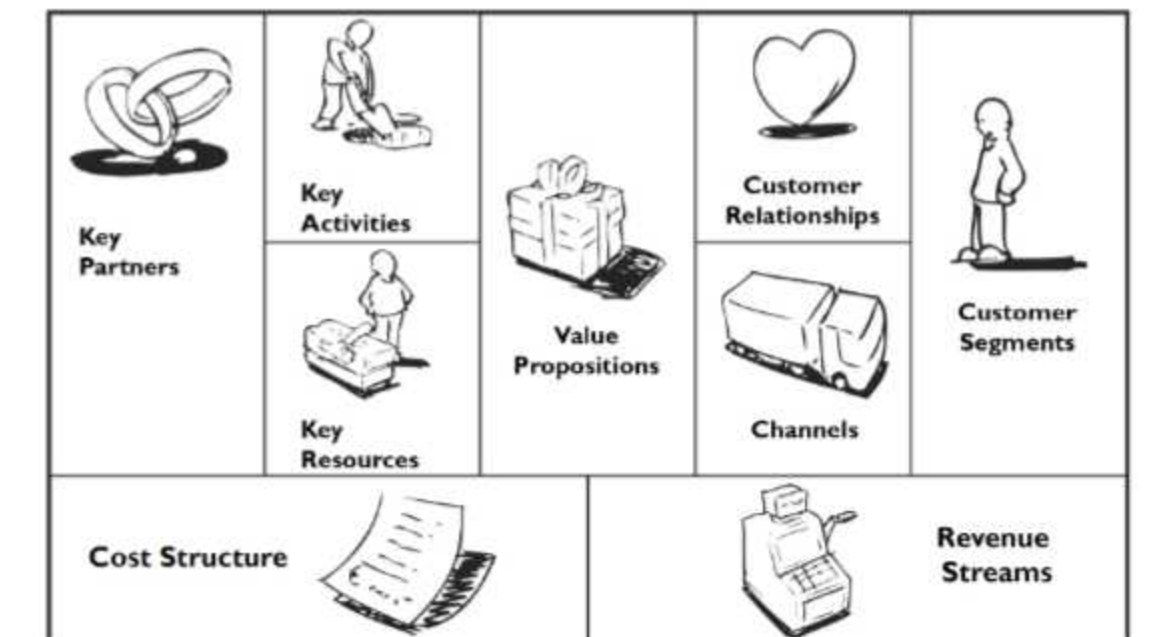 Key
Partners
Key
Activities
Key
Resources
Value
Propositions
Customer
Relationships
Channels
Customer
Segments
Cost Structure
Revenue
Streams